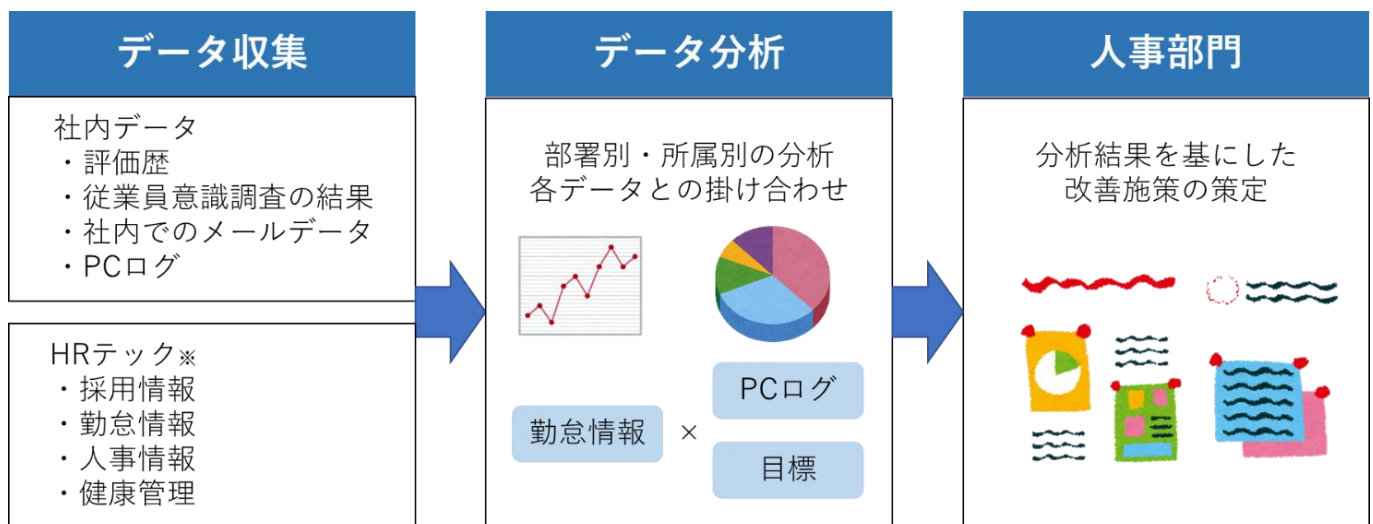 データ収集
社内データ
・評価歴
・従業員意識調査の結果
・社内でのメールデータ
・PCログ
HRテック※
・採用情報
・勤怠情報
・人事情報
・健康管理
データ分析
部署別・所属別の分析
各データとの掛け合わせ
勤怠情報
×
PCログ
目標
人事部門
分析結果を基にした
改善施策の策定